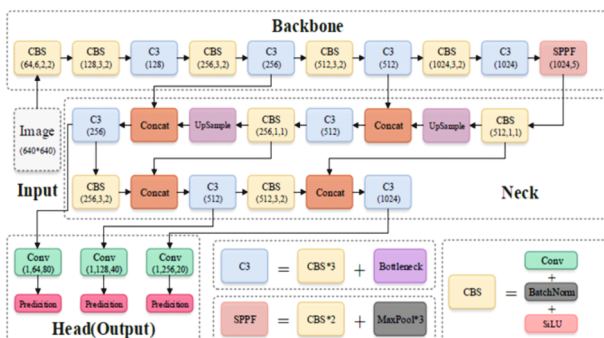 Backbone
CBS CBS C3 CBS C3 CBS C3 CBS C3 SPPF
(64,6,2,2) (128,3,2) (128) (256,3,2) (256) (512,3,2) (512) (1024,3,2) (1024) (1024,5)
Image
(640*640)
Input
C3 Concat UpSample CBS C3 Concat UpSample CBS
(256) (256,1,1) (512) (512,1,1)
CBS Concat C3 CBS Concat C3
(256,3,2) (512) (512,3,2) (1024)
Neck
Conv Conv Conv
(1,64,80) (1,128,40) (1,256,20)
Predicition Predicition Predicition
Head(Output)
C3 = CBS*3 + Bottleneck
SPPF = CBS*2 + MaxPool*3
CBS = Conv
+
BatchNorm
+
SiLU